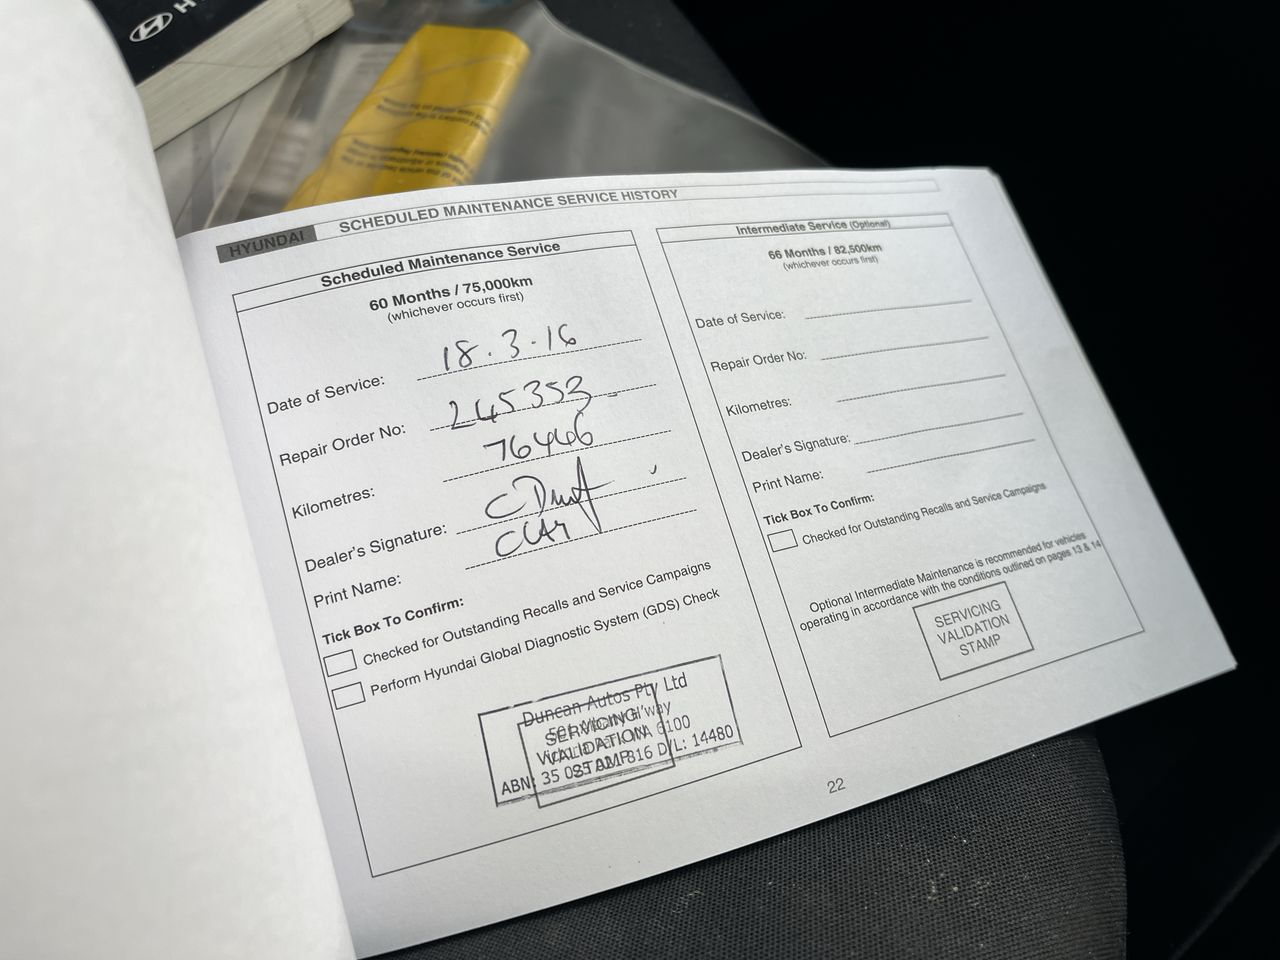 HYUNDAI
SCHEDULED MAINTENANCE SERVICE HISTORY
Scheduled Maintenance Service
60 Months / 75,000km
(whichever occurs first)
Date of Service: 18.3.16
Repair Order No: 245353
Kilometres: 76446
Dealer's Signature:
Print Name:
Tick Box To Confirm:
Checked for Outstanding Recalls and Service Campaigns
Perform Hyundai Global Diagnostic System (GDS) Check
Duncan Autos Pty Ltd
SERVICING
VALIDATION
STAMP
6100
ABN: 35 816 D/L: 14480
Intermediate Service (Optional)
66 Months / 82,500km
(whichever occurs first)
Date of Service:
Repair Order No:
Kilometres:
Dealer's Signature:
Print Name:
Tick Box To Confirm:
Checked for Outstanding Recalls and Service Campaigns
Optional Intermediate Maintenance is recommended for vehicles
operating in accordance with the conditions outlined on pages 13 & 14
SERVICING
VALIDATION
STAMP
22